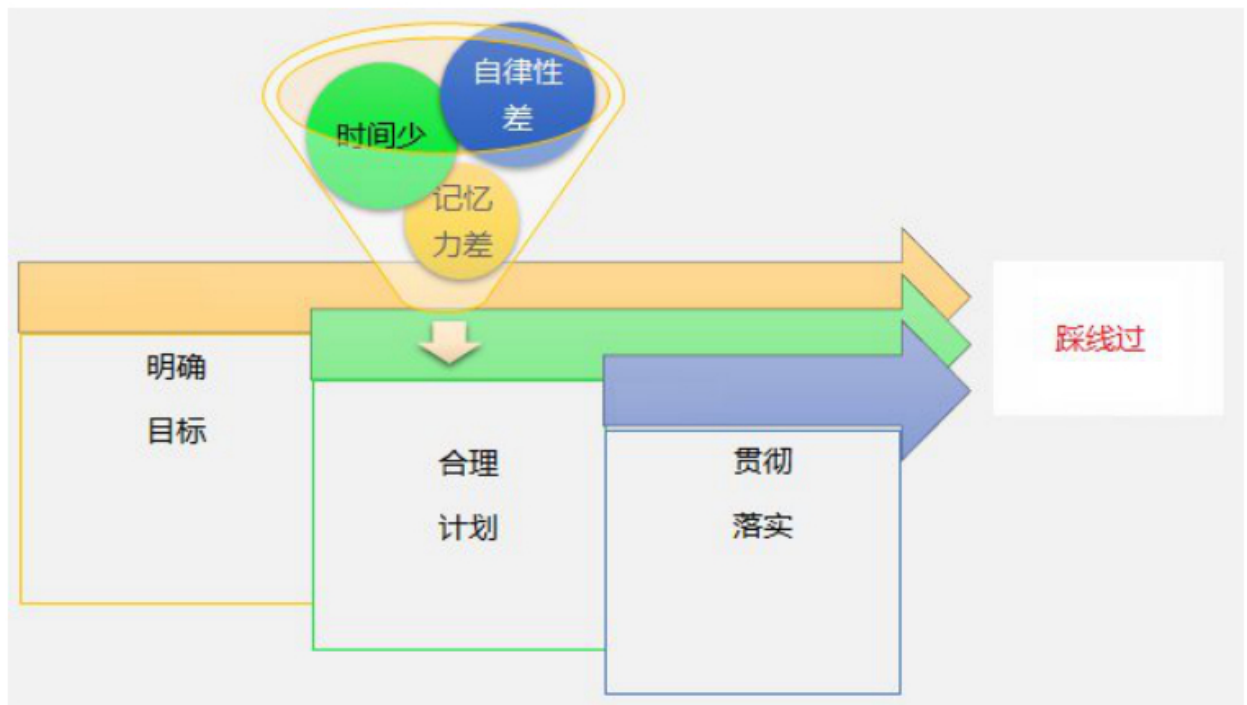 自律性
差
时间少
记忆
力差
明确
目标
合理
计划
贯彻
落实
踩线过